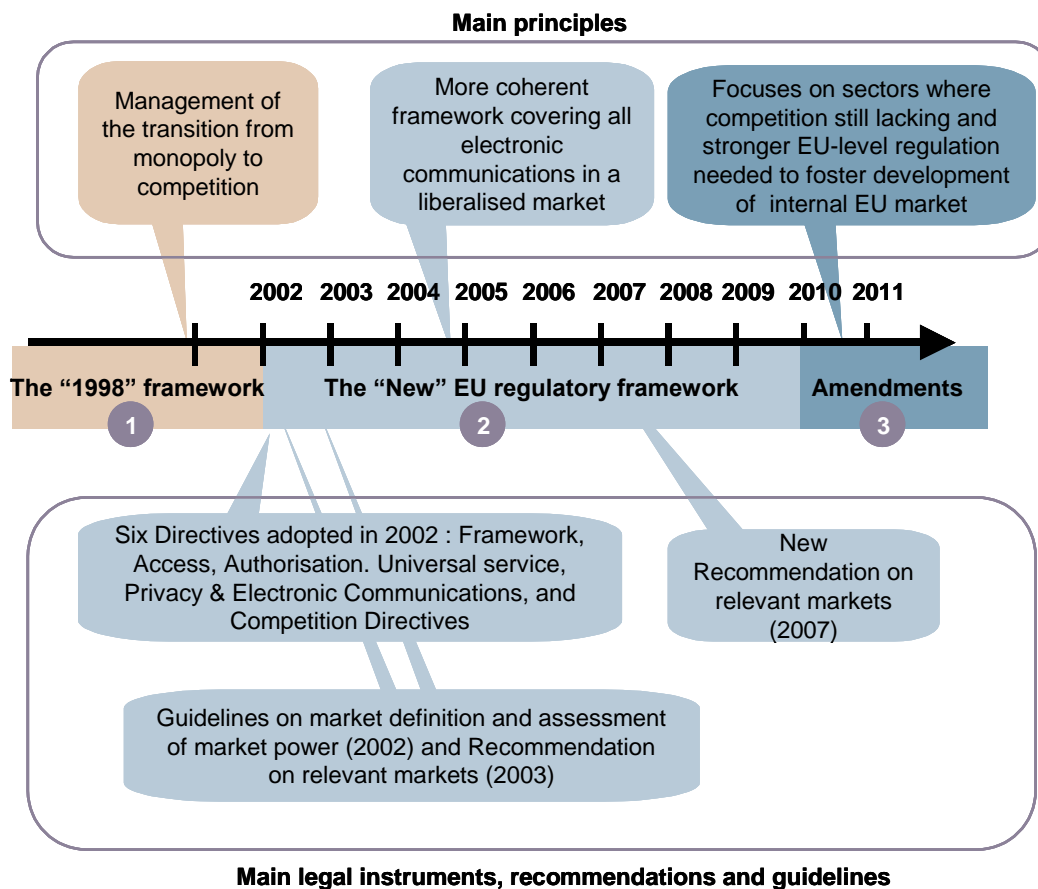 Main principles
Management of
the transition from
monopoly to
competition
More coherent
framework covering all
electronic
communications in a
liberalised market
Focuses on sectors where
competition still lacking and
stronger EU-level regulation
needed to foster development
of internal EU market
2002 2003 2004 2005 2006 2007 2008 2009 2010 2011
The “1998” framework
The “New” EU regulatory framework
Amendments
1
2
3
Six Directives adopted in 2002 : Framework,
Access, Authorisation. Universal service,
Privacy & Electronic Communications, and
Competition Directives
New
Recommendation on
relevant markets
(2007)
Guidelines on market definition and assessment
of market power (2002) and Recommendation
on relevant markets (2003)
Main legal instruments, recommendations and guidelines